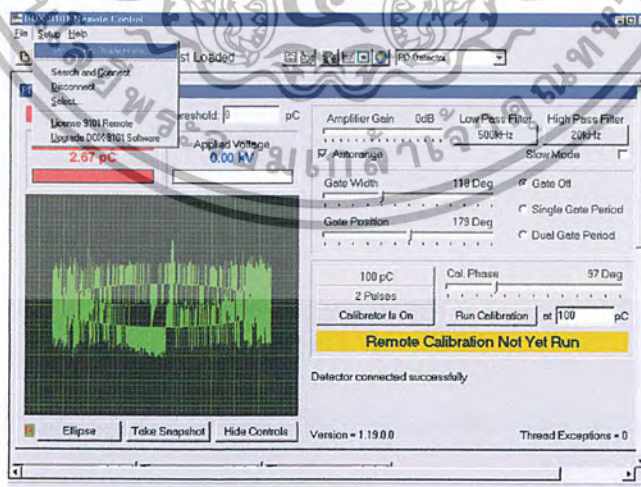 DDX 9101 Remote Control
File Setup Help
st Loaded
PD Detector
Search and Connect
Disconnect
Select...
License 9101 Remote
Upgrade DDX-9101 Software
reshold: 0 pC
Applied Voltage
2.67 pC
0.00 kV
Amplifier Gain 0dB
Low Pass Filter
High Pass Filter
500kHz
20kHz
Autorange
Slow Mode
Gate Width 118 Deg
Gate Off
Single Gate Period
Gate Position 179 Deg
Dual Gate Period
100 pC
Cal. Phase 97 Deg
2 Pulses
Calibrator Is On
Run Calibration at 100 pC
Remote Calibration Not Yet Run
Detector connected successfully
Ellipse
Take Snapshot
Hide Controls
Version = 1.19.0.0
Thread Exceptions = 0